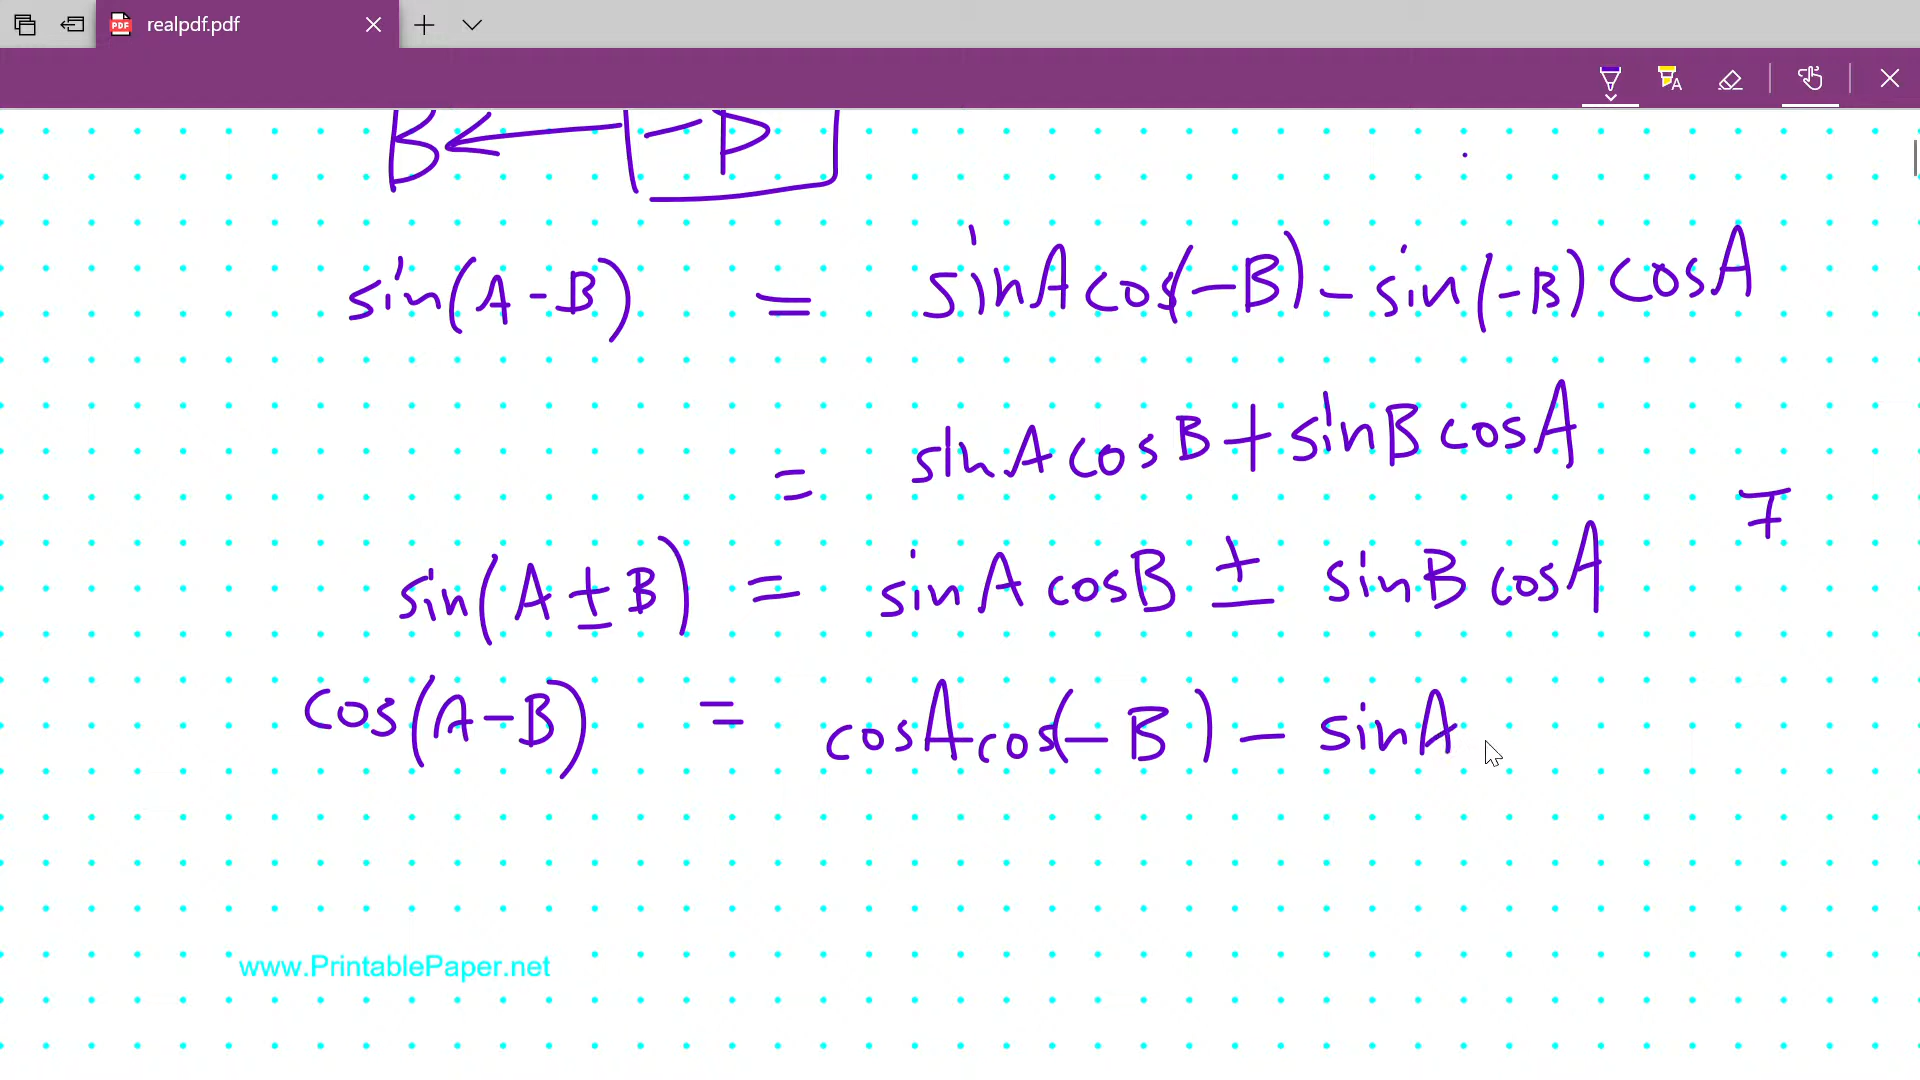 realpdf.pdf
B ← -P
sin(A-B) = sinA cos(-B) - sin(-B) cosA
= sinA cosB + sinB cosA
∓
sin(A ± B) = sinA cosB ± sinB cosA
cos(A-B) = cosA cos(-B) - sinA
www.PrintablePaper.net